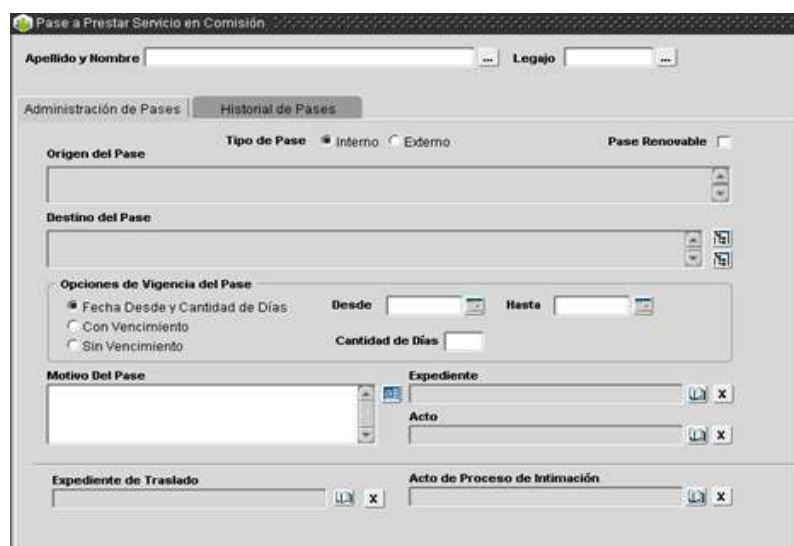 Pase a Prestar Servicio en Comisión
Apellido y Nombre ... Legajo ...
Administración de Pases Historial de Pases
Tipo de Pase Interno Externo Pase Renovable
Origen del Pase
Destino del Pase
Opciones de Vigencia del Pase
Fecha Desde y Cantidad de Días Desde Hasta
Con Vencimiento
Cantidad de Días
Sin Vencimiento
Motivo Del Pase Expediente
x
Acto
x
Expediente de Traslado Acto de Proceso de Intimación
x x